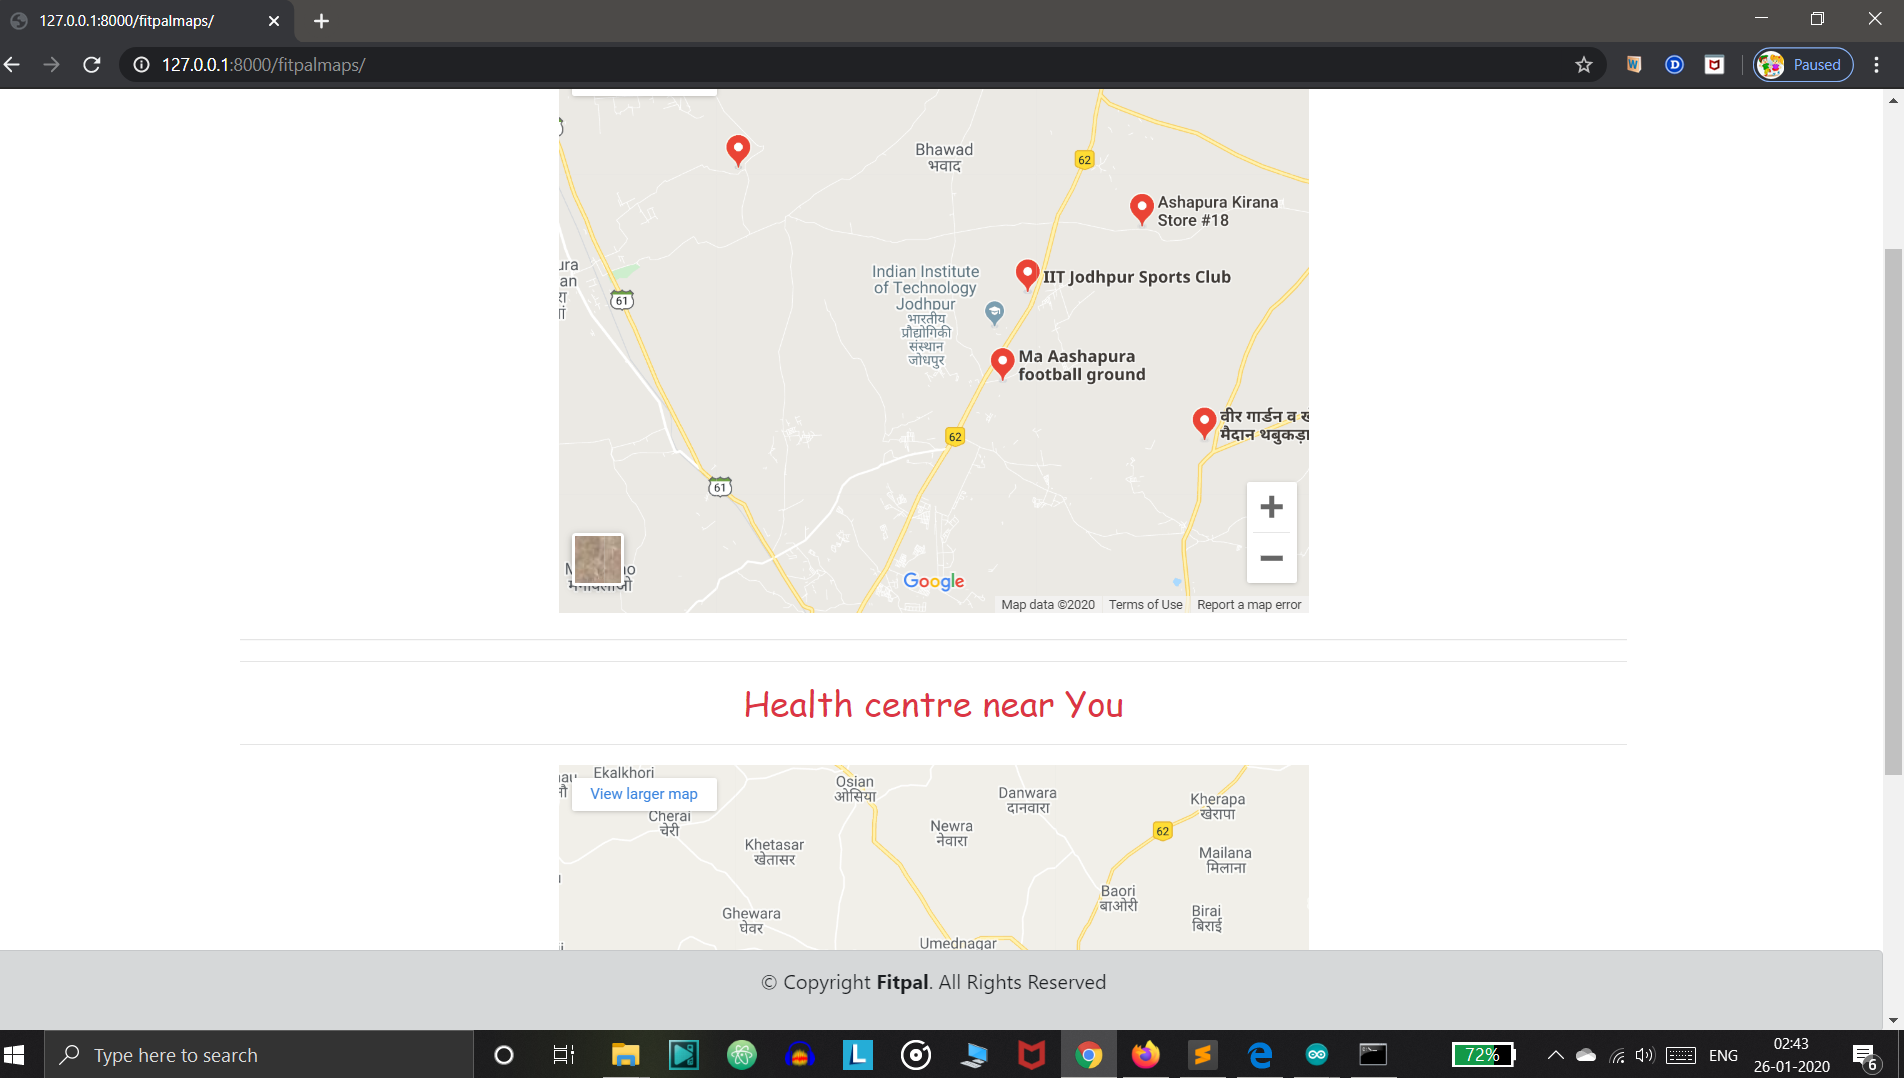 127.0.0.1:8000/fitpalmaps/
127.0.0.1:8000/fitpalmaps/
Paused
Bhawad
भवाद
62
Ashapura Kirana
Store #18
IIT Jodhpur Sports Club
Indian Institute
of Technology
Jodhpur
भारतीय
प्रौद्योगिकी
संस्थान
जोधपुर
61
Ma Aashapura
football ground
वीर गार्डन व
मैदान थबुकड़ा
62
61
Google
Map data ©2020
Terms of Use
Report a map error
Health centre near You
Ekalkhori
View larger map
Cherai
चेरी
Osian
ओसिया
Danwara
दानवारा
Kherapa
खेरापा
Newra
नेवारा
62
Khetasar
खेतासर
Mailana
मिलाना
Baori
बाओरी
Ghewara
घेवर
Birai
बिराई
Umednagar
© Copyright Fitpal. All Rights Reserved
Type here to search
72%
ENG
02:43
26-01-2020
6